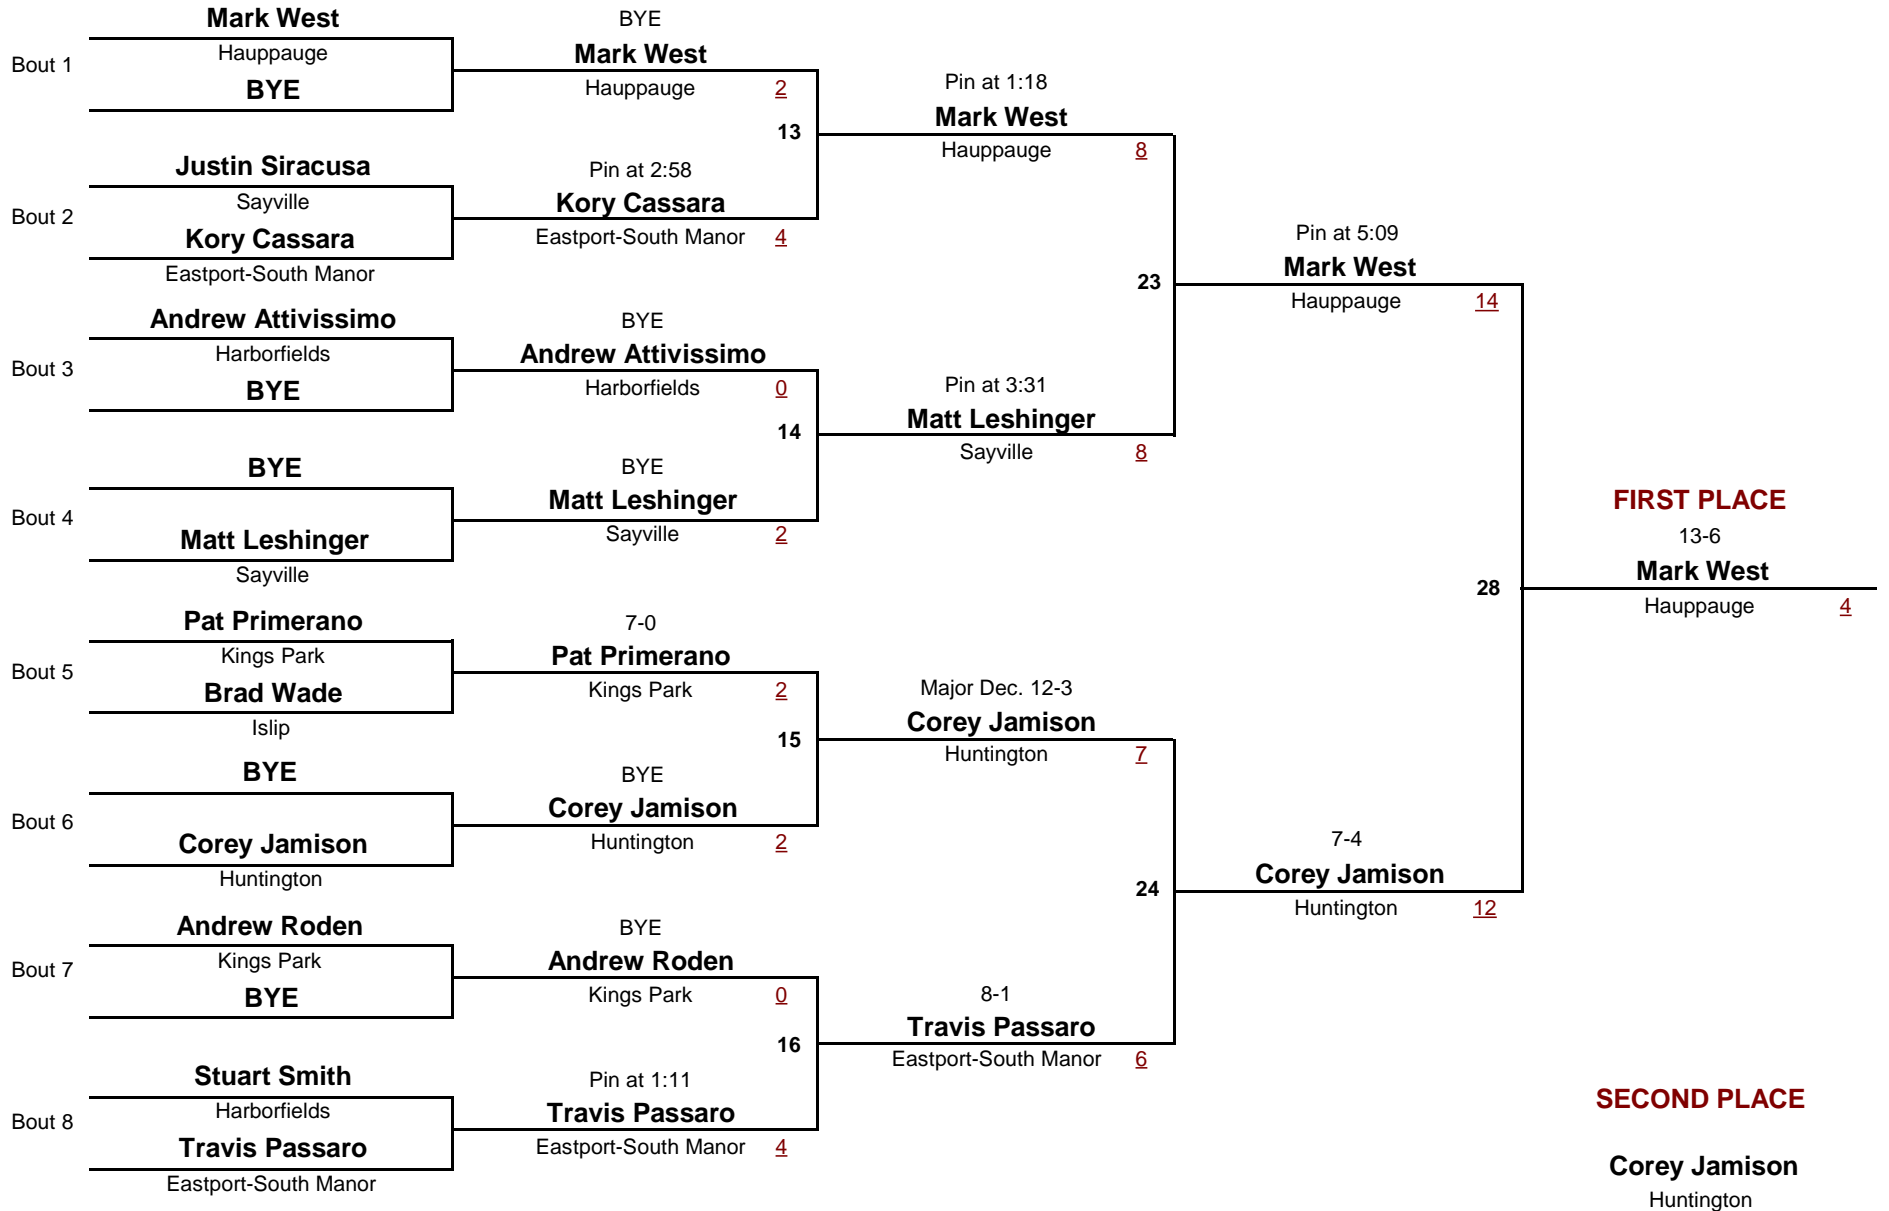 Mark West
Bout 1
Hauppauge
BYE
Justin Siracusa
Bout 2
Sayville
Kory Cassara
Eastport-South Manor
Andrew Attivissimo
Bout 3
Harborfields
BYE
BYE
Bout 4
Matt Leshinger
Sayville
Pat Primerano
Bout 5
Kings Park
Brad Wade
Islip
BYE
Bout 6
Corey Jamison
Huntington
Andrew Roden
Bout 7
Kings Park
BYE
Stuart Smith
Bout 8
Harborfields
Travis Passaro
Eastport-South Manor
BYE
Mark West
Hauppauge 2
13
Pin at 2:58
Kory Cassara
Eastport-South Manor 4
BYE
Andrew Attivissimo
Harborfields 0
14
BYE
Matt Leshinger
Sayville 2
7-0
Pat Primerano
Kings Park 2
15
BYE
Corey Jamison
Huntington 2
BYE
Andrew Roden
Kings Park 0
16
Pin at 1:11
Travis Passaro
Eastport-South Manor 4
Pin at 1:18
Mark West
Hauppauge 8
23
Pin at 3:31
Matt Leshinger
Sayville 8
Major Dec. 12-3
Corey Jamison
Huntington 7
24
8-1
Travis Passaro
Eastport-South Manor 6
Pin at 5:09
Mark West
Hauppauge 14
28
7-4
Corey Jamison
Huntington 12
FIRST PLACE
13-6
Mark West
Hauppauge 4
SECOND PLACE
Corey Jamison
Huntington